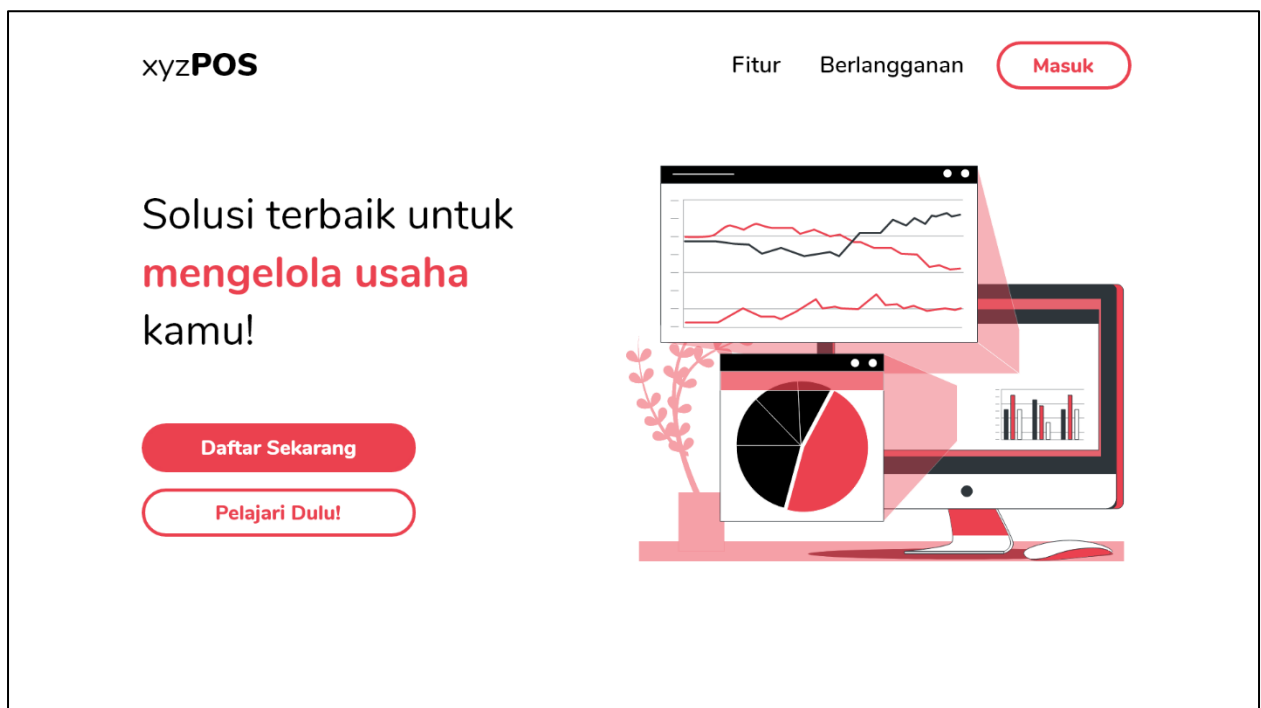 xyzPOS
Fitur
Berlangganan
Masuk
Solusi terbaik untuk
mengelola usaha
kamu!
Daftar Sekarang
Pelajari Dulu!